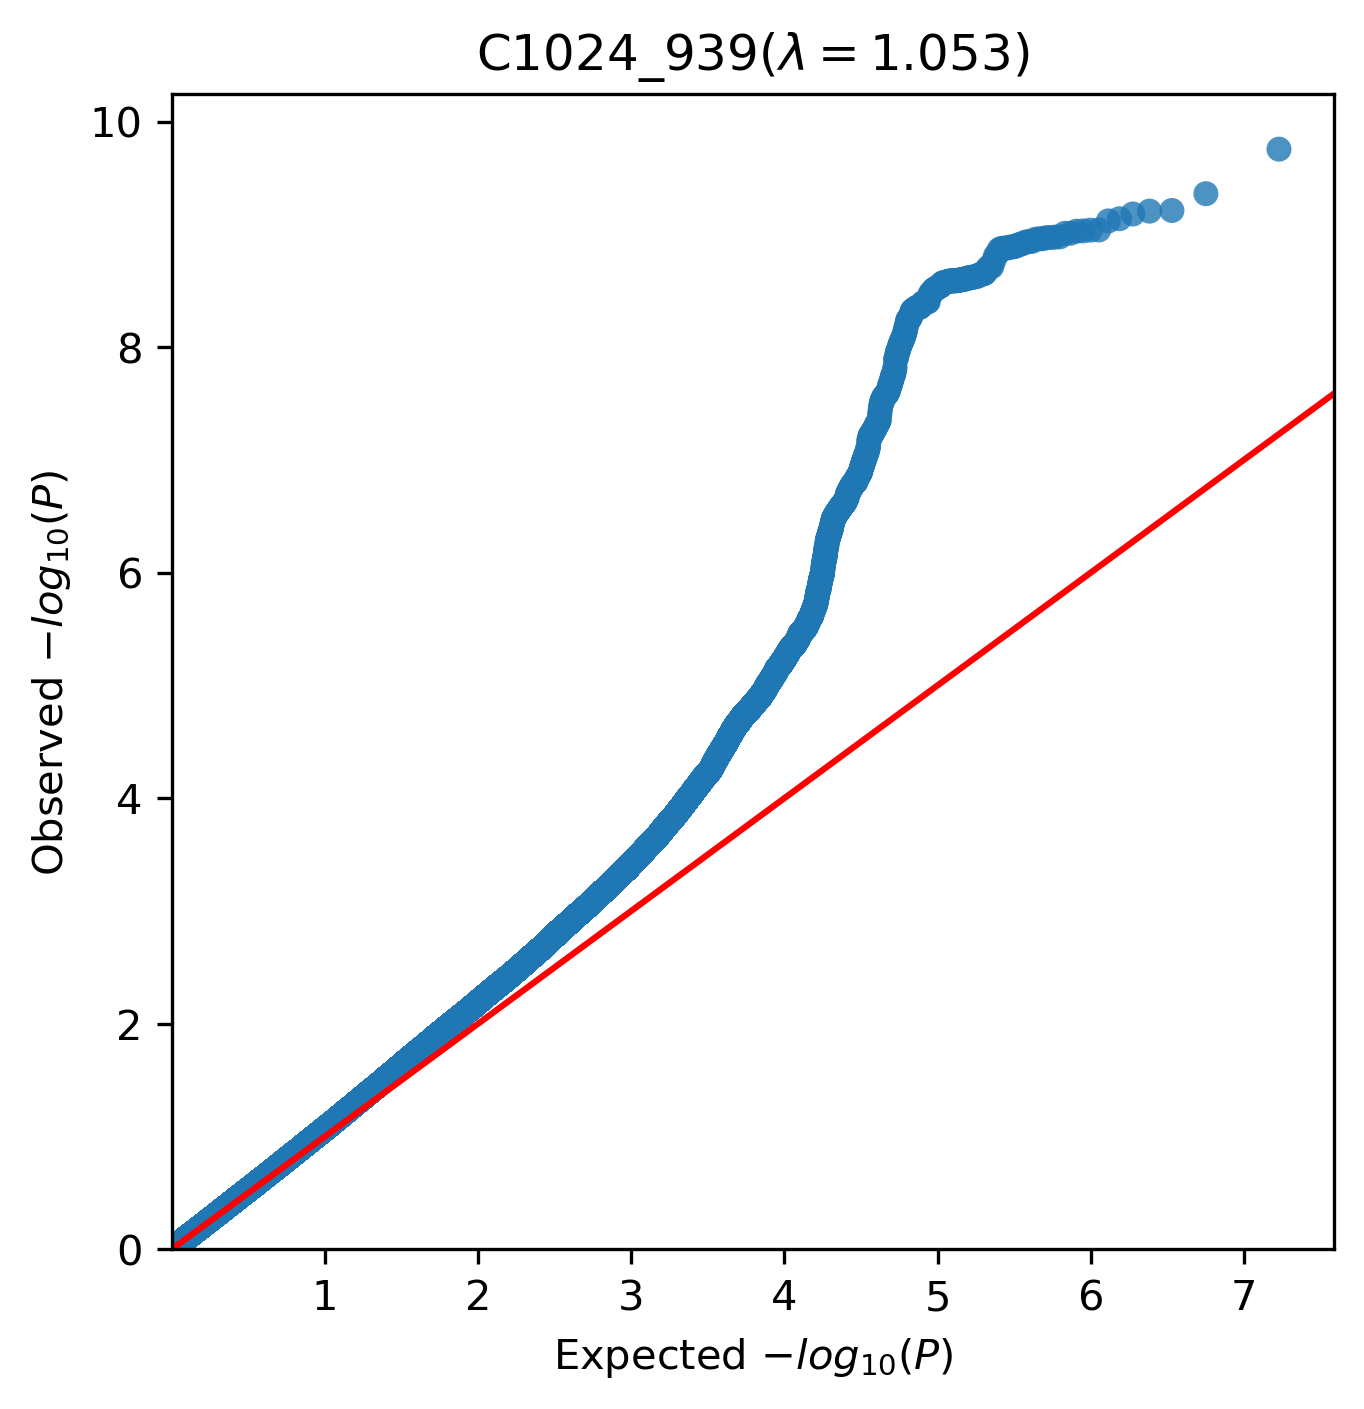 C1024_939(λ = 1.053)
10
8
6
4
2
0
Observed −log₁₀(P)
1 2 3 4 5 6 7
Expected −log₁₀(P)